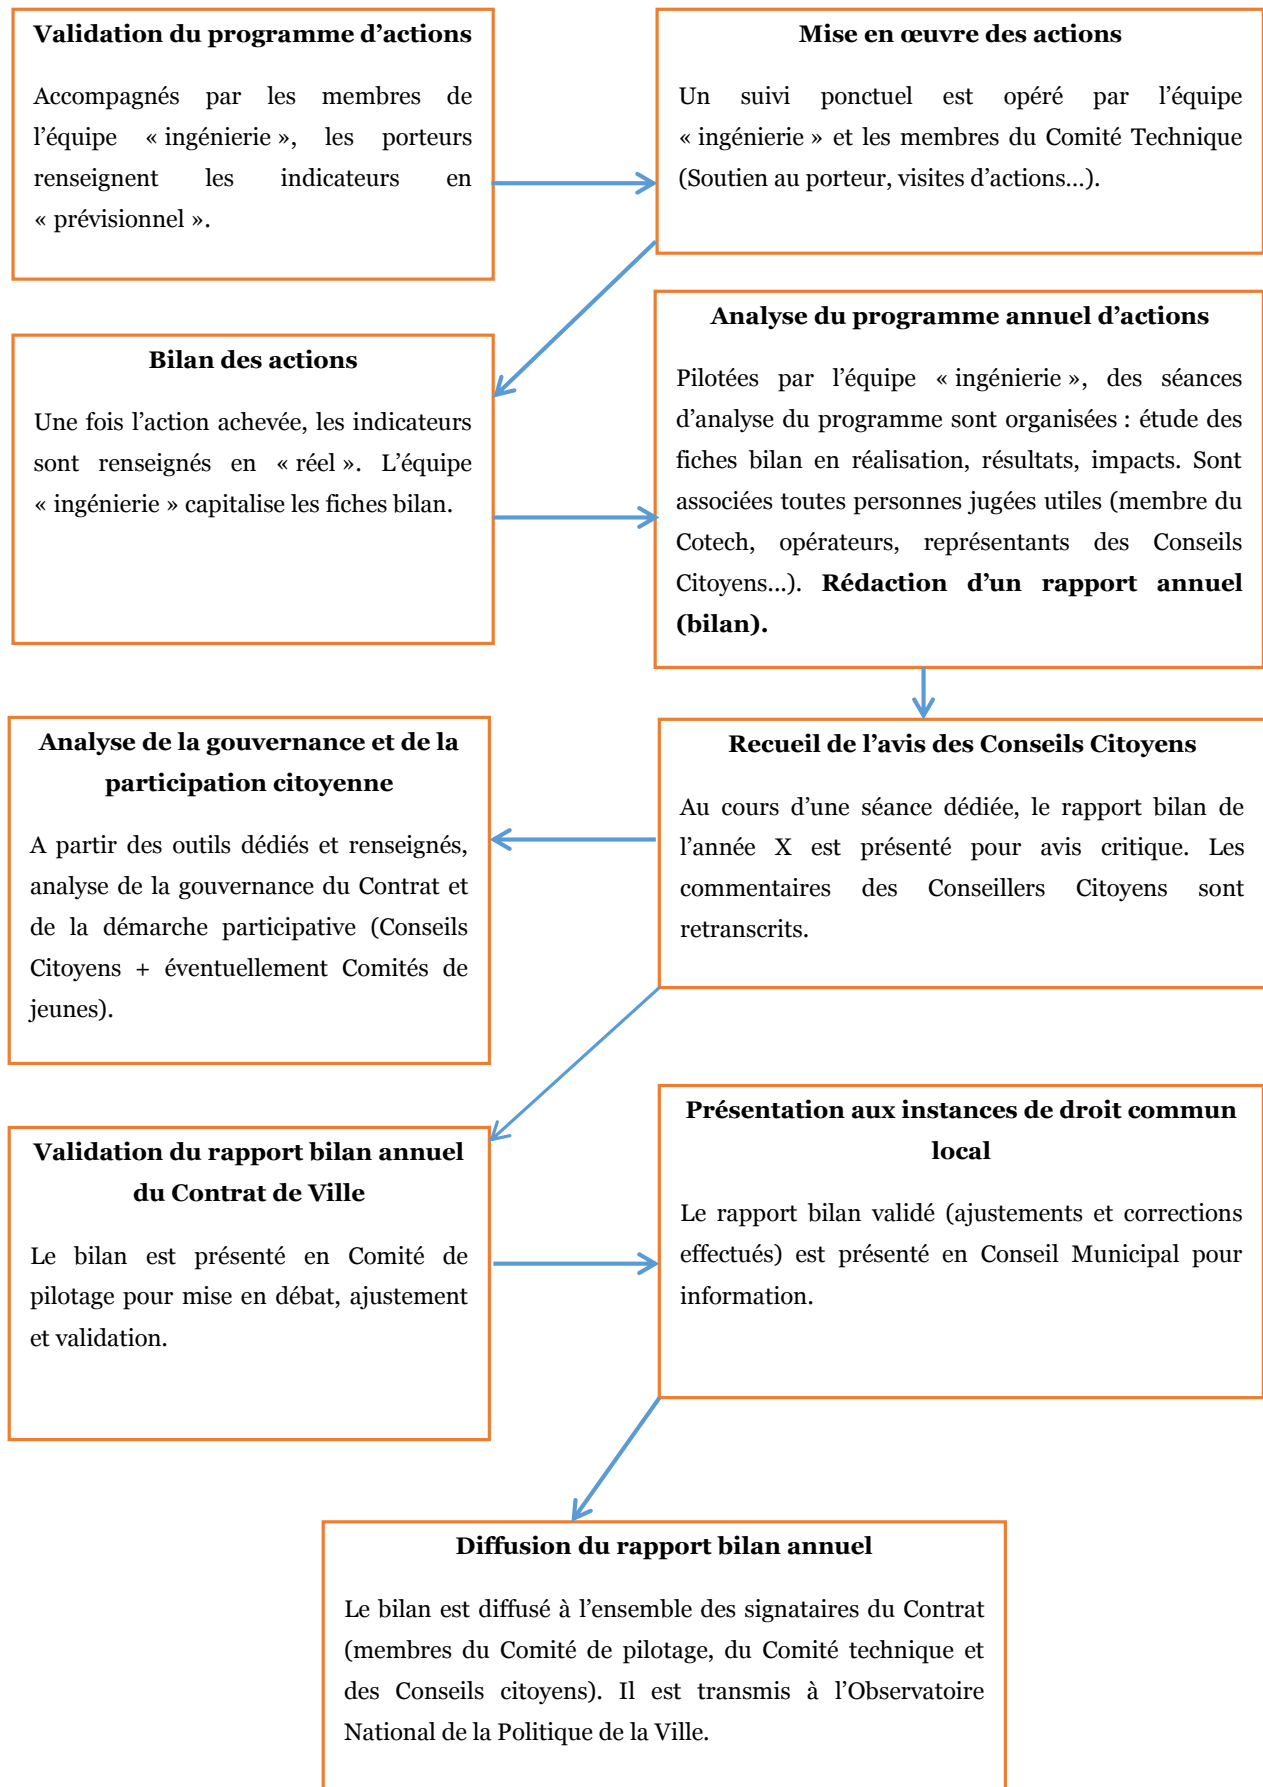 Validation du programme d’actions
Accompagnés par les membres de
l’équipe « ingénierie », les porteurs
renseignent les indicateurs en
« prévisionnel ».
Mise en œuvre des actions
Un suivi ponctuel est opéré par l’équipe
« ingénierie » et les membres du Comité Technique
(Soutien au porteur, visites d’actions…).
Bilan des actions
Une fois l’action achevée, les indicateurs
sont renseignés en « réel ». L’équipe
« ingénierie » capitalise les fiches bilan.
Analyse du programme annuel d’actions
Pilotées par l’équipe « ingénierie », des séances
d’analyse du programme sont organisées : étude des
fiches bilan en réalisation, résultats, impacts. Sont
associées toutes personnes jugées utiles (membre du
Cotech, opérateurs, représentants des Conseils
Citoyens…). Rédaction d’un rapport annuel
(bilan).
Recueil de l’avis des Conseils Citoyens
Au cours d’une séance dédiée, le rapport bilan de
l’année X est présenté pour avis critique. Les
commentaires des Conseillers Citoyens sont
retranscrits.
Analyse de la gouvernance et de la
participation citoyenne
A partir des outils dédiés et renseignés,
analyse de la gouvernance du Contrat et
de la démarche participative (Conseils
Citoyens + éventuellement Comités de
jeunes).
Validation du rapport bilan annuel
du Contrat de Ville
Le bilan est présenté en Comité de
pilotage pour mise en débat, ajustement
et validation.
Présentation aux instances de droit commun
local
Le rapport bilan validé (ajustements et corrections
effectués) est présenté en Conseil Municipal pour
information.
Diffusion du rapport bilan annuel
Le bilan est diffusé à l’ensemble des signataires du Contrat
(membres du Comité de pilotage, du Comité technique et
des Conseils citoyens). Il est transmis à l’Observatoire
National de la Politique de la Ville.